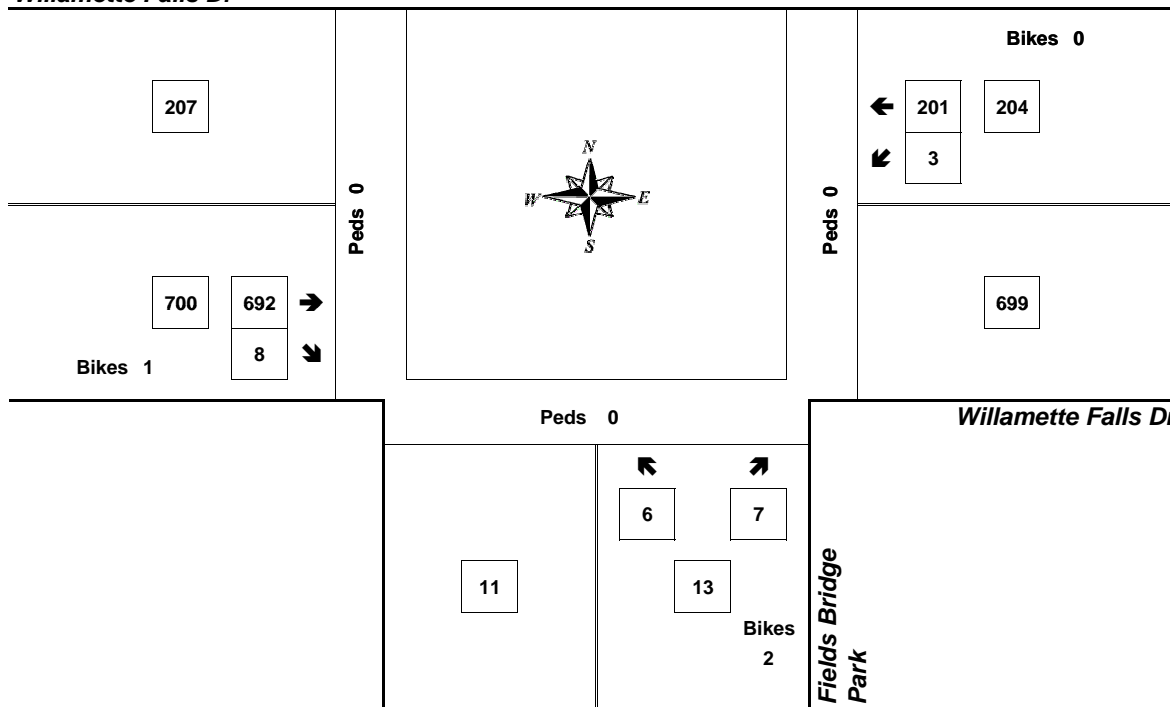 Willamette Falls Dr
Bikes 0
207
201 204
3
N
W E
S
Peds 0
Peds 0
700 692
8
Bikes 1
699
Peds 0
Willamette Falls Dr
6 7
11 13
Bikes
2
Fields Bridge
Park